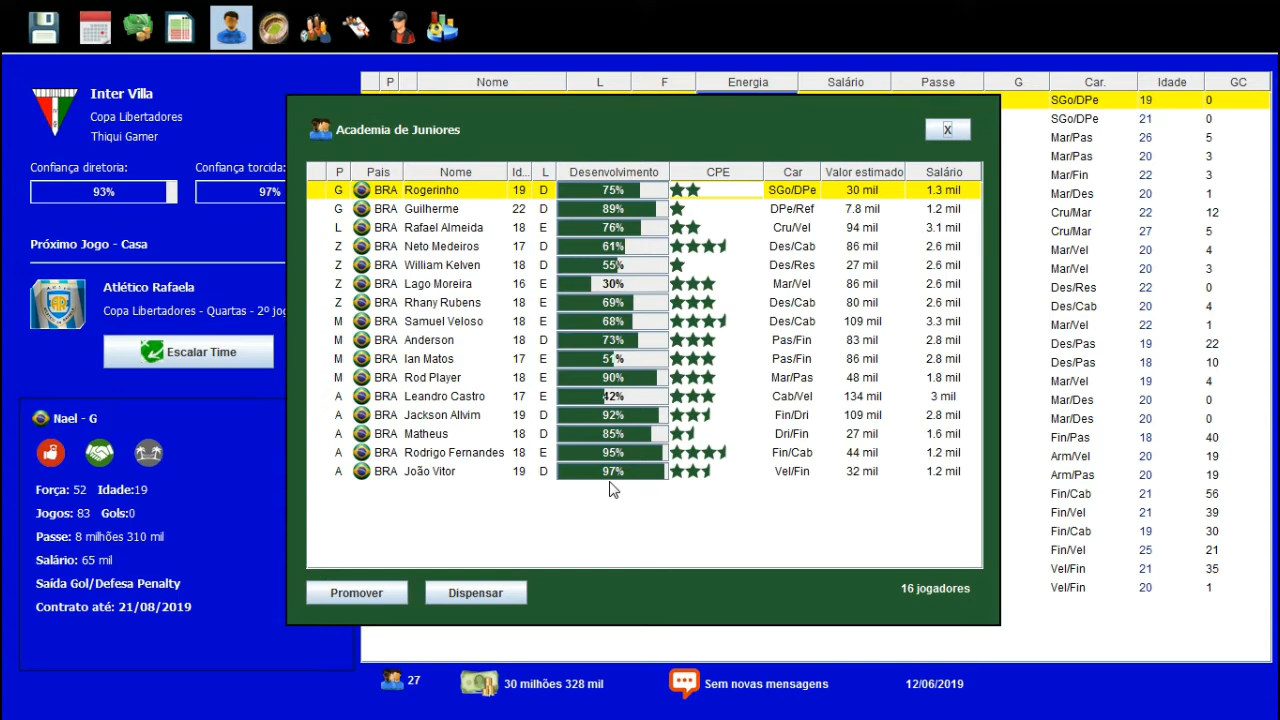 P Nome L F Energia Salário Passe G Car. Idade GC
Inter Villa
Copa Libertadores
Thiqui Gamer
Confiança diretoria: Confiança torcida:
93% 97%
Próximo Jogo - Casa
Atlético Rafaela
Copa Libertadores - Quartas - 2º jog
Escalar Time
Nael - G
Força: 52 Idade:19
Jogos: 83 Gols:0
Passe: 8 milhões 310 mil
Salário: 65 mil
Saída Gol/Defesa Penalty
Contrato até: 21/08/2019
Academia de Juniores
X
P Pais Nome Id... L Desenvolvimento CPE Car Valor estimado Salário
G BRA Rogerinho 19 D 75% SGo/DPe 30 mil 1.3 mil
G BRA Guilherme 22 D 89% DPe/Ref 7.8 mil 1.2 mil
L BRA Rafael Almeida 18 E 76% Cru/Vel 94 mil 3.1 mil
Z BRA Neto Medeiros 17 D 61% Des/Cab 86 mil 2.6 mil
Z BRA William Kelven 18 D 55% Des/Res 27 mil 2.6 mil
Z BRA Lago Moreira 16 E 30% Mar/Vel 86 mil 2.6 mil
Z BRA Rhany Rubens 18 E 69% Des/Cab 80 mil 2.6 mil
M BRA Samuel Veloso 18 E 68% Des/Cab 109 mil 3.3 mil
M BRA Anderson 18 D 73% Pas/Fin 83 mil 2.8 mil
M BRA Ian Matos 17 E 51% Pas/Fin 86 mil 2.8 mil
M BRA Rod Player 18 E 90% Mar/Pas 48 mil 1.8 mil
A BRA Leandro Castro 17 E 42% Cab/Vel 134 mil 3 mil
A BRA Jackson Allvim 19 D 92% Fin/Dri 109 mil 2.8 mil
A BRA Matheus 18 D 85% Dri/Fin 27 mil 1.6 mil
A BRA Rodrigo Fernandes 18 E 95% Fin/Cab 44 mil 1.2 mil
A BRA João Vitor 19 D 97% Vel/Fin 32 mil 1.2 mil
Promover Dispensar 16 jogadores
SGo/DPe 19 0
SGo/DPe 21 0
Mar/Pas 26 5
Mar/Pas 20 3
Mar/Fin 22 3
Mar/Des 20 1
Cru/Mar 22 12
Cru/Mar 27 5
Mar/Vel 20 4
Mar/Vel 20 3
Des/Res 22 0
Des/Cab 20 4
Mar/Vel 22 1
Des/Pas 19 22
Des/Pas 18 10
Mar/Vel 19 4
Mar/Des 20 0
Mar/Des 20 0
Fin/Pas 18 40
Arm/Vel 20 19
Arm/Pas 20 19
Fin/Cab 21 56
Fin/Vel 21 39
Fin/Cab 19 30
Fin/Vel 25 21
Vel/Fin 21 35
Vel/Fin 20 1
27 30 milhões 328 mil Sem novas mensagens 12/06/2019